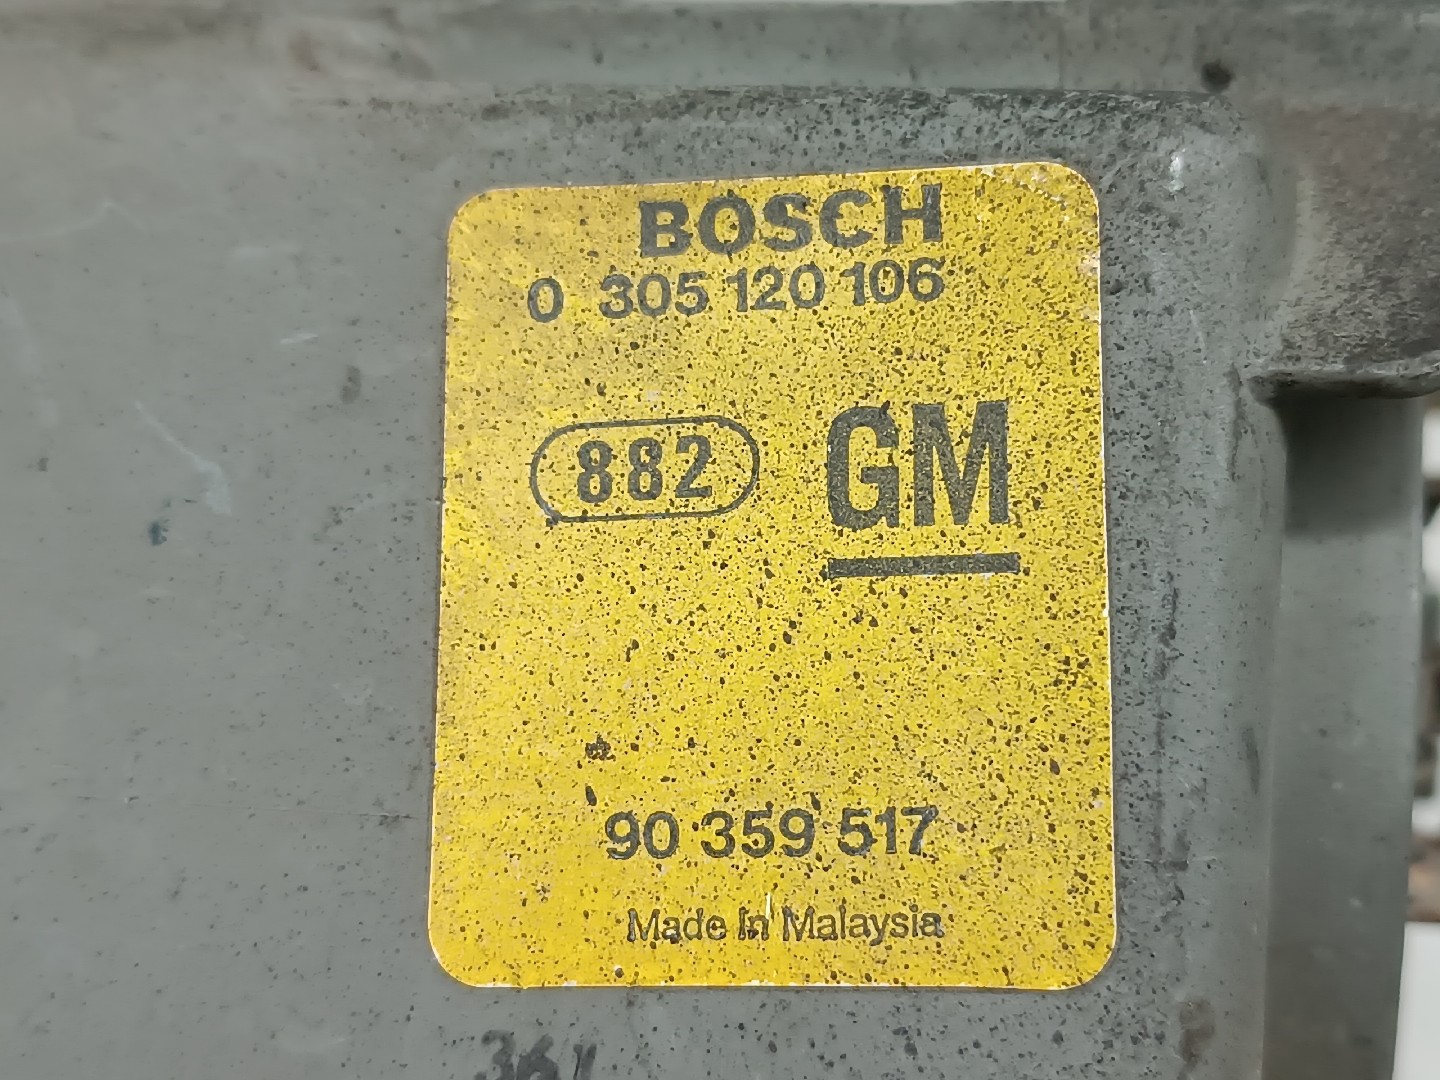 BOSCH
0 305 120 106
882 GM
90 359 517
Made in Malaysia